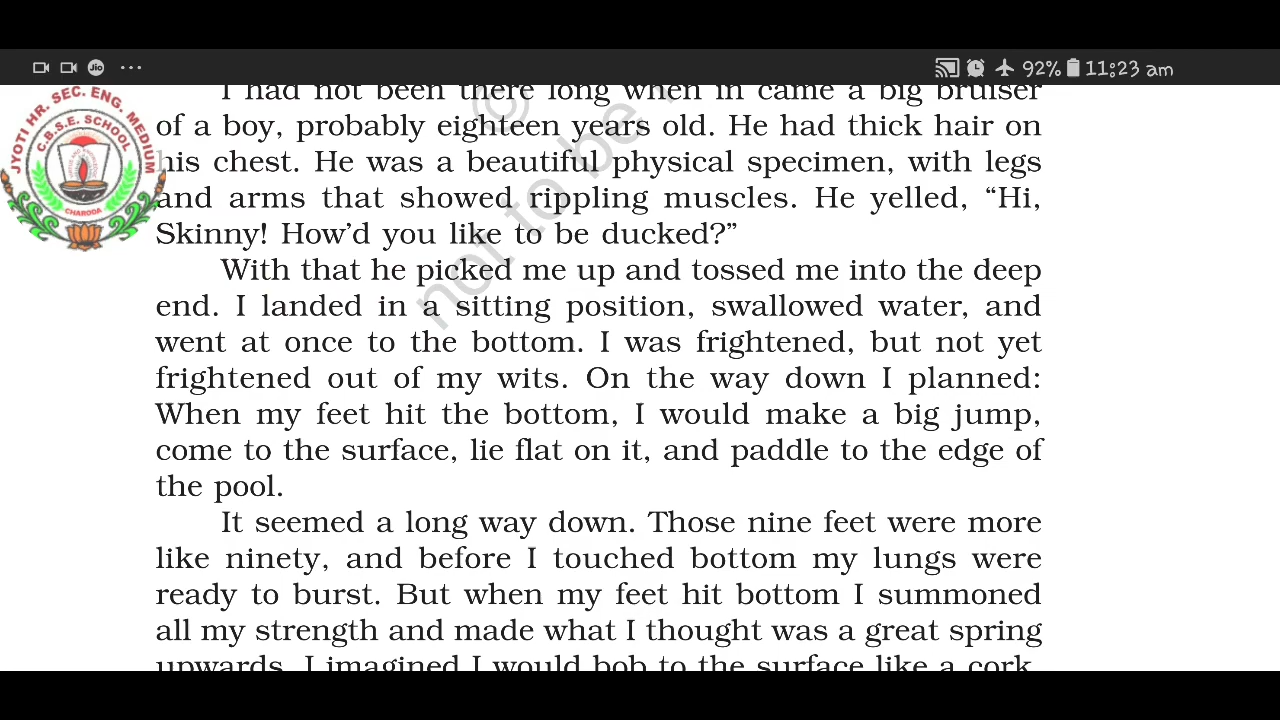 92% 11:23 am
Jio
JYOTI HR. SEC. ENG. MEDIUM
C.B.S.E. SCHOOL
CHARODA
I had not been there long when in came a big bruiser
of a boy, probably eighteen years old. He had thick hair on
his chest. He was a beautiful physical specimen, with legs
and arms that showed rippling muscles. He yelled, “Hi,
Skinny! How’d you like to be ducked?”
With that he picked me up and tossed me into the deep
end. I landed in a sitting position, swallowed water, and
went at once to the bottom. I was frightened, but not yet
frightened out of my wits. On the way down I planned:
When my feet hit the bottom, I would make a big jump,
come to the surface, lie flat on it, and paddle to the edge of
the pool.
It seemed a long way down. Those nine feet were more
like ninety, and before I touched bottom my lungs were
ready to burst. But when my feet hit bottom I summoned
all my strength and made what I thought was a great spring
upwards. I imagined I would bob to the surface like a cork.
©
not to be